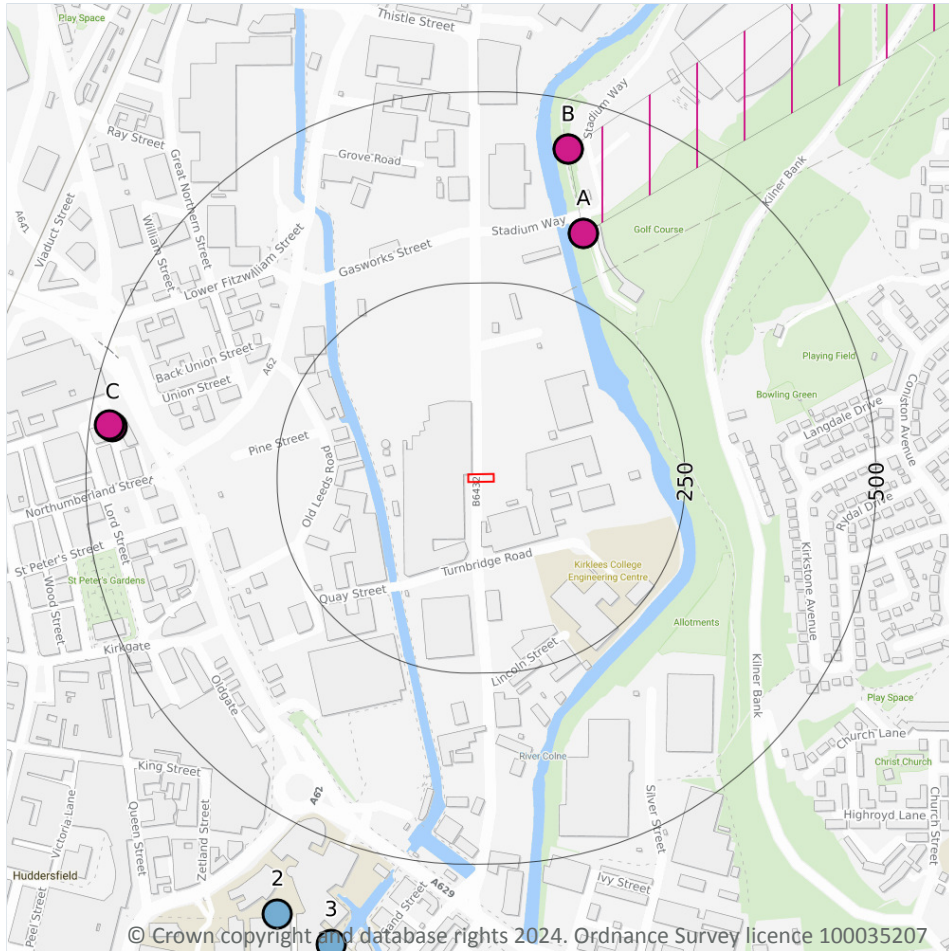 Thistle Street
Play Space
B
Stadium Way
Ray Street
Great Northern Street
Grove Road
Kilner Bank
A641
Viaduct Street
William Street
A
Stadium Way
Golf Course
Gasworks Street
Lower Fitzwilliam Street
Back Union Street
Union Street
A62
Playing Field
Bowling Green
Langdale Drive
Coniston Avenue
C
Pine Street
Old Leeds Road
Northumberland Street
Lord Street
B6432
250
500
Rydal Drive
St Peter's Street
Wood Street
St Peter's Gardens
Turnbridge Road
Quay Street
Kirklees College
Engineering Centre
Kirkstone Avenue
Allotments
Kirkgate
Lincoln Street
Oldgate
Kilner Bank
Play Space
River Colne
Church Lane
Christ Church
King Street
A62
Victoria Lane
Queen Street
Zetland Street
Silver Street
Highroyd Lane
Church Street
Huddersfield
2
Ivy Street
A629
Peel Street
3
© Crown copyright and database rights 2024. Ordnance Survey licence 100035207